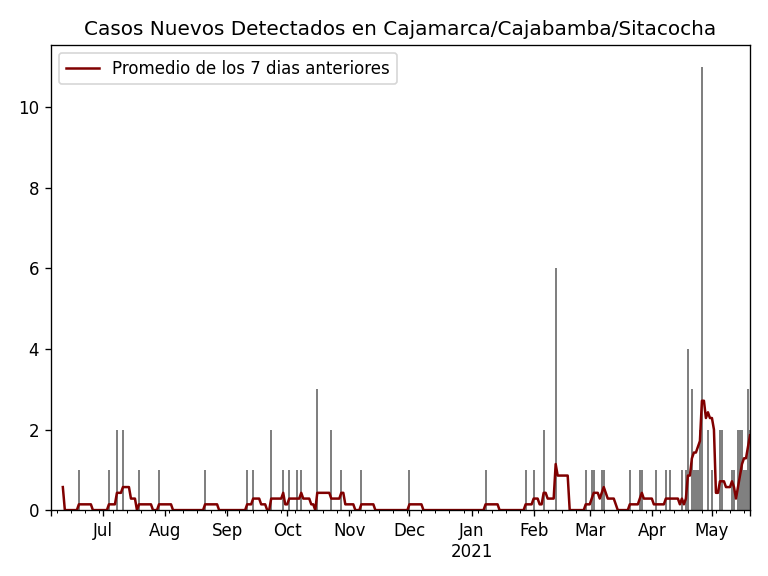 Casos Nuevos Detectados en Cajamarca/Cajabamba/Sitacocha
Promedio de los 7 dias anteriores
10
8
6
4
2
0
Jul Aug Sep Oct Nov Dec Jan Feb Mar Apr May
2021